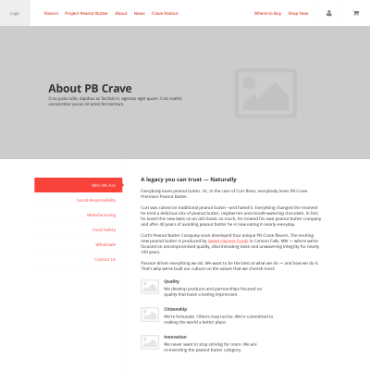 Logo
Flavors Project Peanut Butter About News Crave Station
Where to Buy Shop Now
About PB Crave
Cras justo odio, dapibus ac facilisis in, egestas eget quam. Cras mattis
consectetur purus sit amet fermentum.
Who We Are
Social Responsibility
Manufacturing
Food Safety
Wholesale
Contact Us
A legacy you can trust — Naturally
Everybody loves peanut butter. Or, in the case of Curt Riess, everybody loves PB Crave
Premium Peanut Butter.
Curt was raised on traditional peanut butter –and hated it. Everything changed the moment
he tried a delicious mix of peanut butter, raspberries and mouth-watering chocolate. In fact,
he loved this new twist on an old classic so much, he created his own peanut butter company
and after 40 years of avoiding peanut butter he is now eating it nearly everyday.
Curt's Peanut Butter Company soon developed four unique PB Crave flavors. The exciting
new peanut butter is produced by Sweet Harvest Foods in Cannon Falls, MN — where we're
focused on uncompromised quality, discriminating taste and unwavering integrity for nearly
100 years.
Passion drives everything we do. We want to be the best at what we do — and how we do it.
That's why we've built our culture on the values that we cherish most:
Quality
We develop products and partnerships focused on
quality that have a lasting impression.
Citizenship
We're fortunate. Others may not be. We're committed to
making the world a better place.
Innovation
We never want to stop striving for more. We are
re-inventing the peanut butter category.